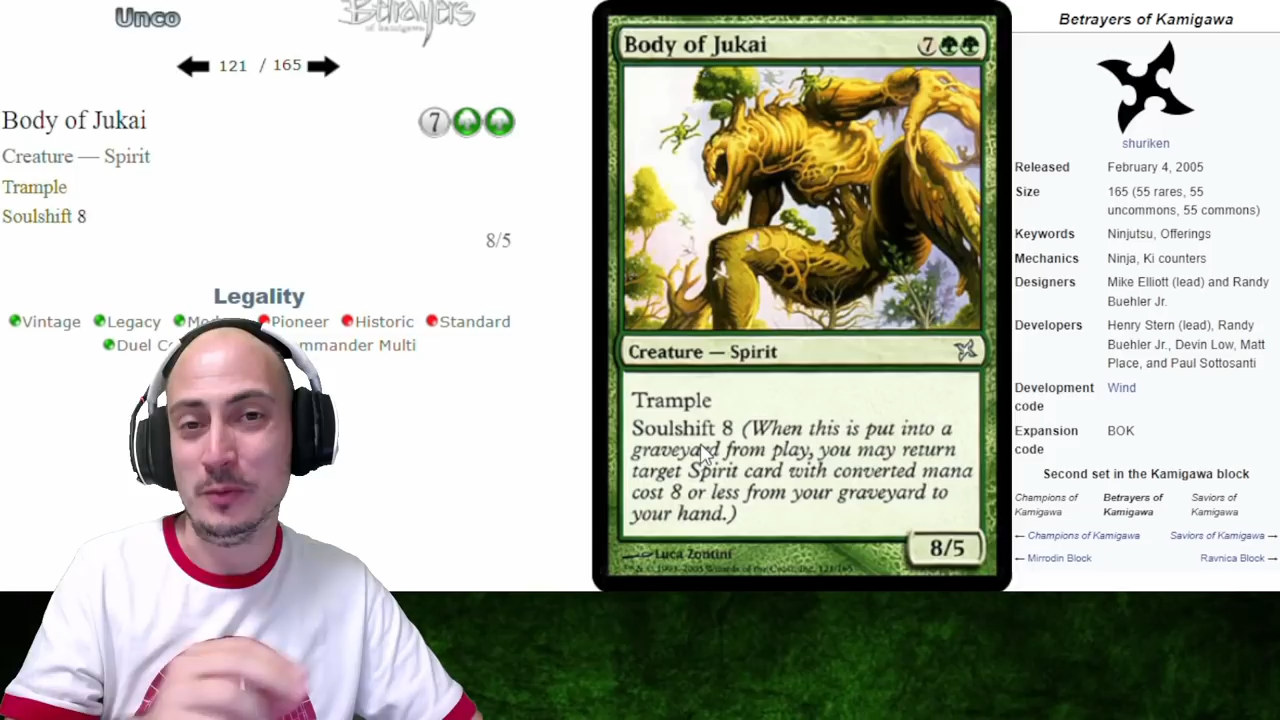 Unco
Betrayers
of kamigawa
121 / 165
Body of Jukai
7
Creature — Spirit
Trample
Soulshift 8
8/5
Legality
Vintage Legacy Mod Pioneer Historic Standard
Duel C mmander Multi
Body of Jukai 7
Creature — Spirit
Trample
Soulshift 8 (When this is put into a
graveyard from play, you may return
target Spirit card with converted mana
cost 8 or less from your graveyard to
your hand.)
Luca Zontini
8/5
Betrayers of Kamigawa
shuriken
Released February 4, 2005
Size 165 (55 rares, 55
uncommons, 55 commons)
Keywords Ninjutsu, Offerings
Mechanics Ninja, Ki counters
Designers Mike Elliott (lead) and Randy
Buehler Jr.
Developers Henry Stern (lead), Randy
Buehler Jr., Devin Low, Matt
Place, and Paul Sottosanti
Development Wind
code
Expansion BOK
code
Second set in the Kamigawa block
Champions of Betrayers of Saviors of
Kamigawa Kamigawa Kamigawa
← Champions of Kamigawa Saviors of Kamigawa →
← Mirrodin Block Ravnica Block →